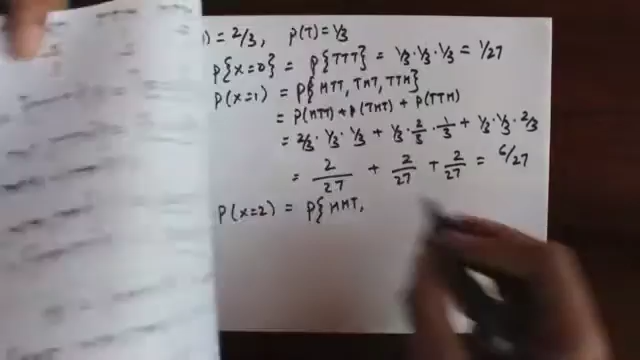 ) = 2/3, P(T) = 1/3
P{x=0} = P{TTT} = 1/3 · 1/3 · 1/3 = 1/27
P(x=1) = P{HTT, THT, TTH}
= P(HTT) + P(THT) + P(TTH)
= 2/3 · 1/3 · 1/3 + 1/3 · 2/3 · 1/3 + 1/3 · 1/3 · 2/3
= 2/27 + 2/27 + 2/27 = 6/27
P(x=2) = P{HHT,